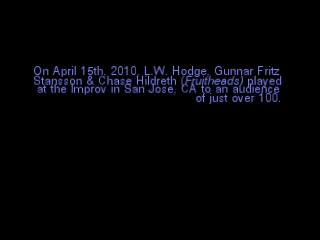 On April 15th, 2010, L.W. Hodge, Gunnar Fritz
Stansson & Chase Hildreth (Fruitheads) played
at the Improv in San Jose, CA to an audience
of just over 100.